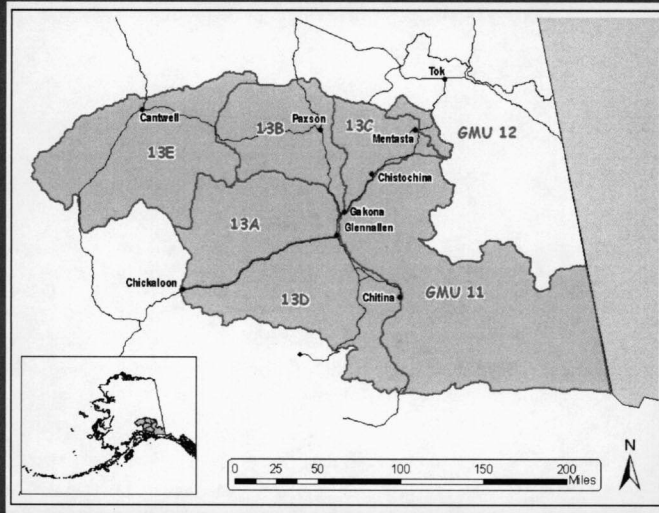 Tok
Cantwell
13B
Paxson
13C
Mentasta
GMU 12
13E
Chistochina
13A
Gakona
Glennallen
Chickaloon
13D
Chitina
GMU 11
N
0 25 50 100 150 200
Miles